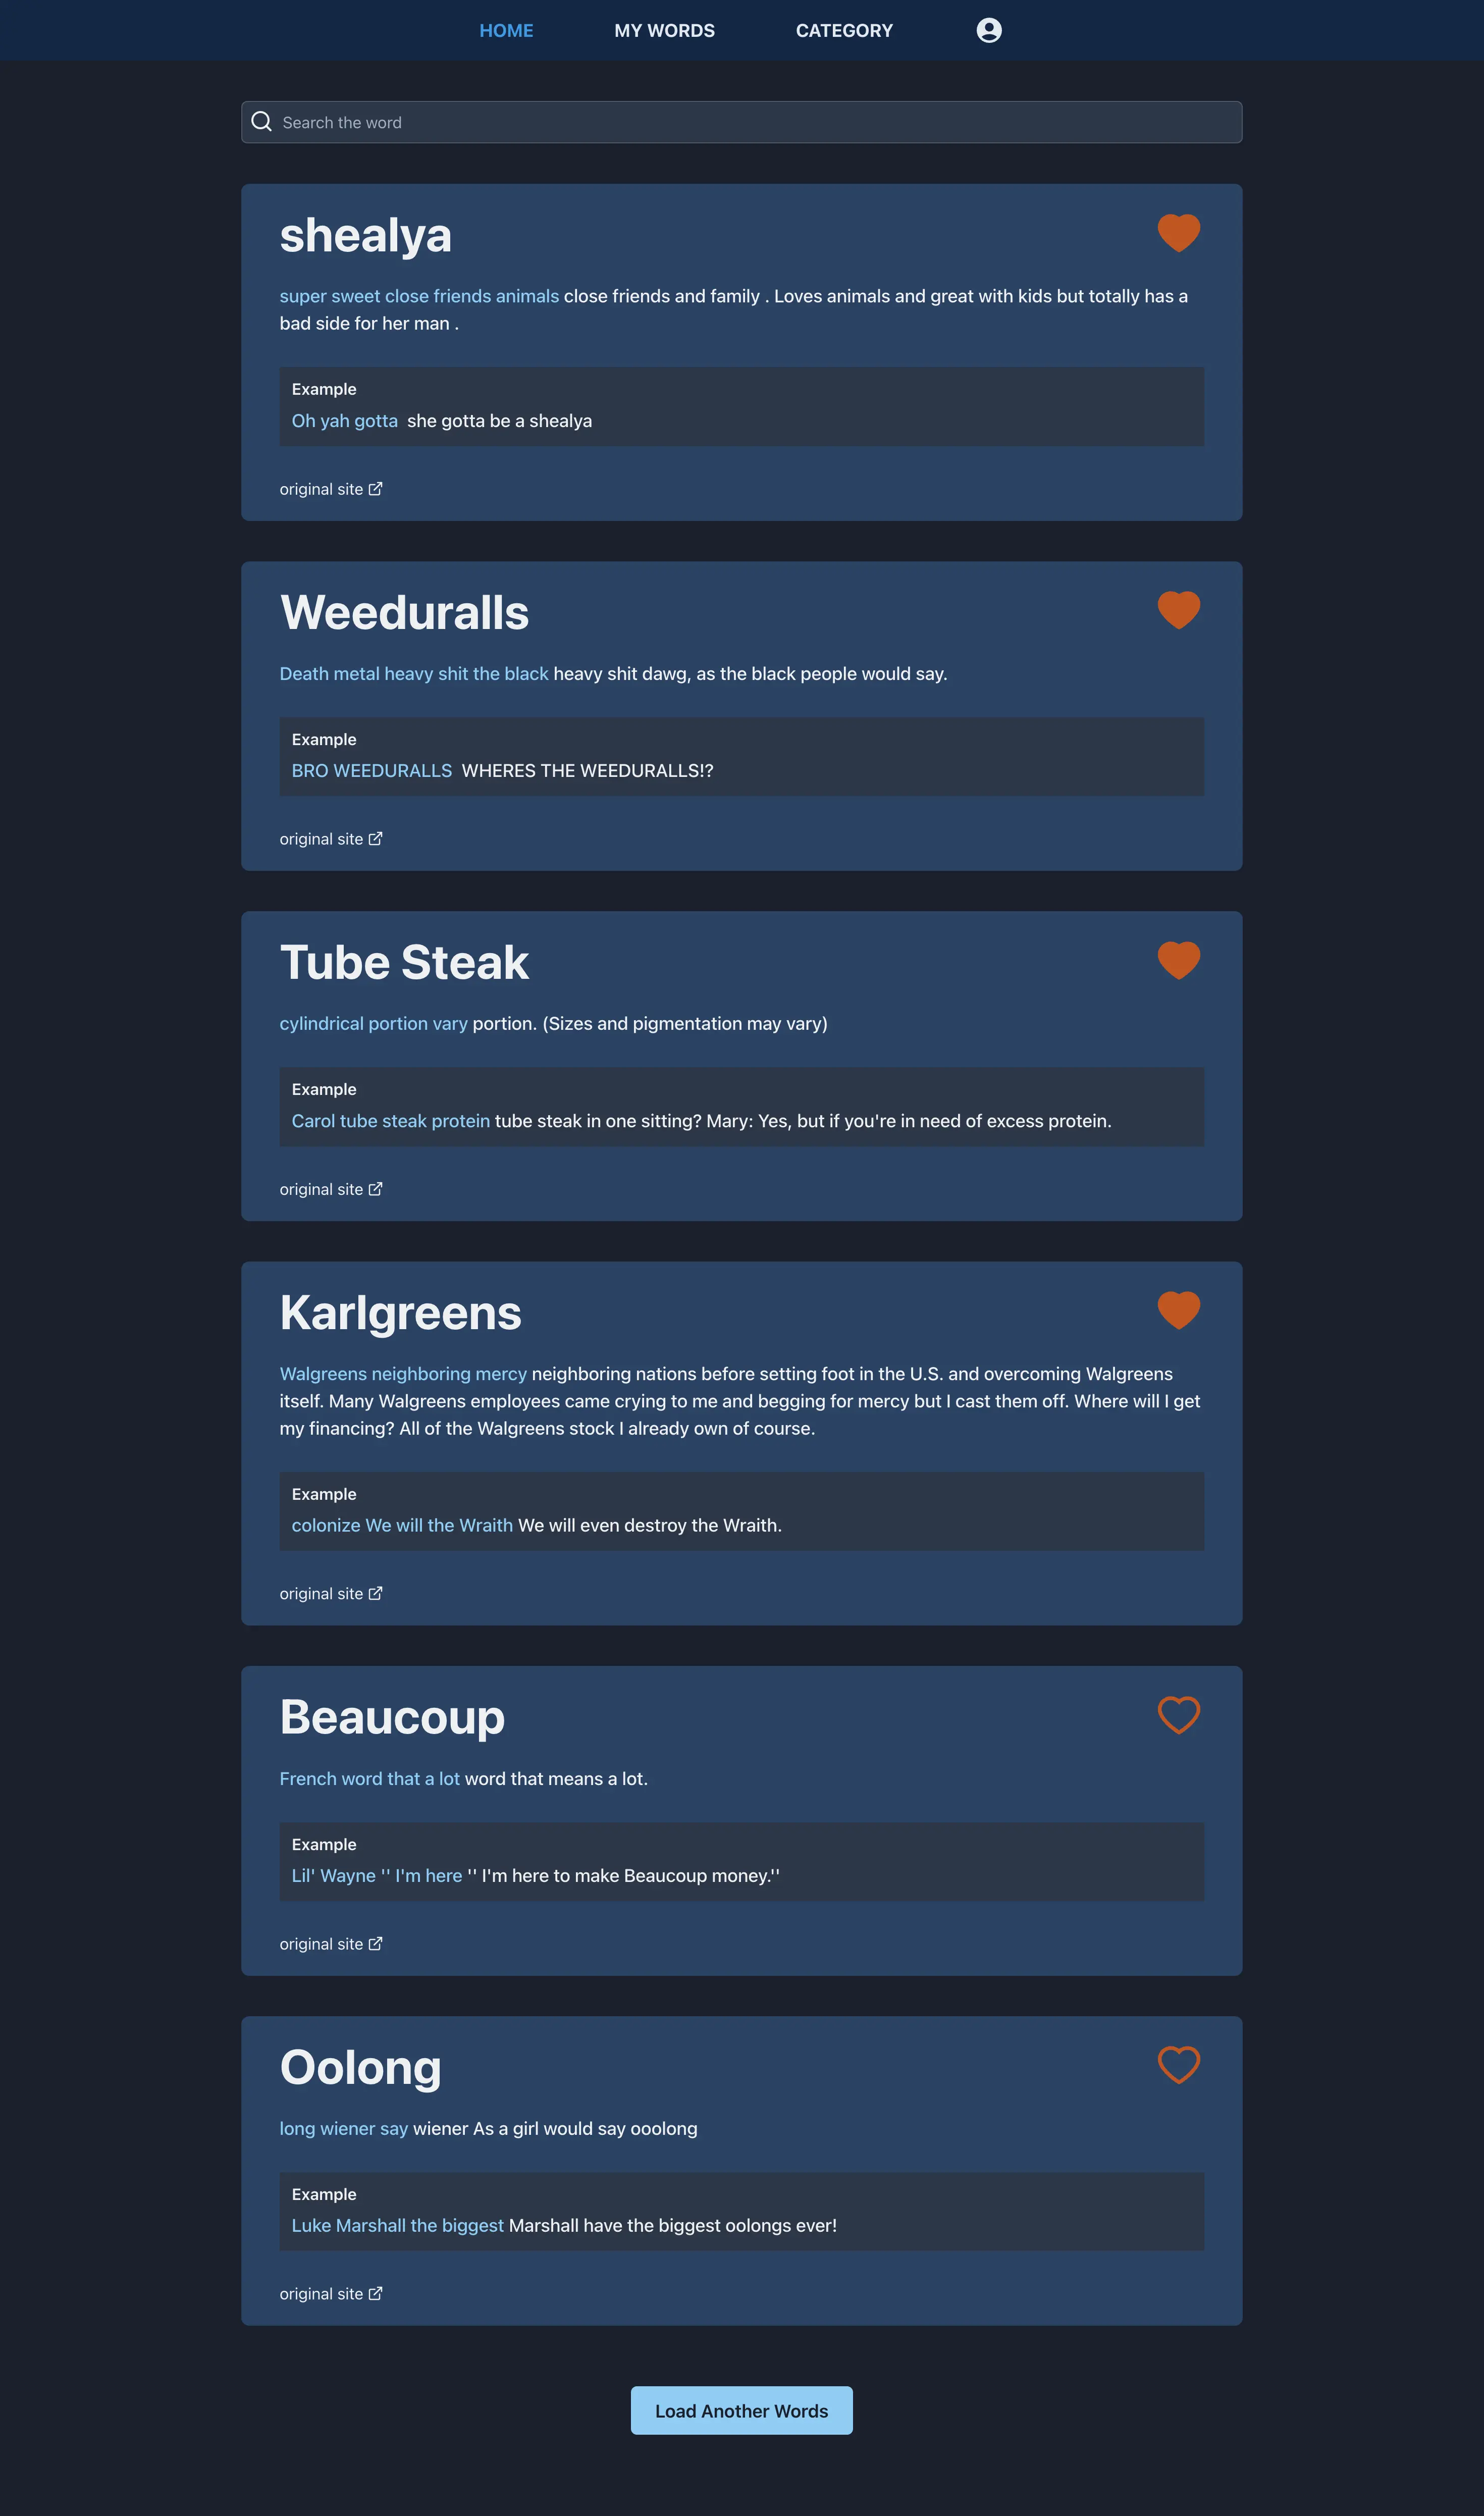 HOME MY WORDS CATEGORY
Search the word
shealya
super sweet close friends animals close friends and family . Loves animals and great with kids but totally has a
bad side for her man .
Example
Oh yah gotta  she gotta be a shealya
original site
Weeduralls
Death metal heavy shit the black heavy shit dawg, as the black people would say.
Example
BRO WEEDURALLS  WHERES THE WEEDURALLS!?
original site
Tube Steak
cylindrical portion vary portion. (Sizes and pigmentation may vary)
Example
Carol tube steak protein tube steak in one sitting? Mary: Yes, but if you're in need of excess protein.
original site
Karlgreens
Walgreens neighboring mercy neighboring nations before setting foot in the U.S. and overcoming Walgreens
itself. Many Walgreens employees came crying to me and begging for mercy but I cast them off. Where will I get
my financing? All of the Walgreens stock I already own of course.
Example
colonize We will the Wraith We will even destroy the Wraith.
original site
Beaucoup
French word that a lot word that means a lot.
Example
Lil' Wayne '' I'm here '' I'm here to make Beaucoup money.''
original site
Oolong
long wiener say wiener As a girl would say ooolong
Example
Luke Marshall the biggest Marshall have the biggest oolongs ever!
original site
Load Another Words